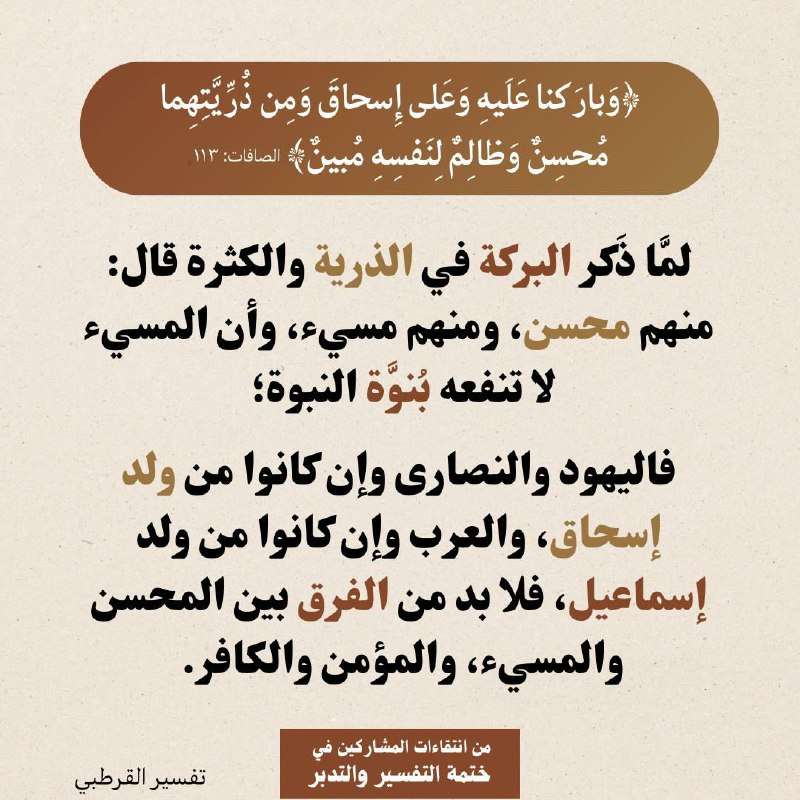 ﴿وَبارَكنا عَلَيهِ وَعَلى إِسحاقَ وَمِن ذُرِّيَّتِهِما
مُحسِنٌ وَظالِمٌ لِنَفسِهِ مُبينٌ﴾ الصافات: ١١٣
لمَّا ذَكر البركة في الذرية والكثرة قال:
منهم محسن، ومنهم مسيء، وأن المسيء
لا تنفعه بُنوَّة النبوة؛
فاليهود والنصارى وإن كانوا من ولد
إسحاق، والعرب وإن كانوا من ولد
إسماعيل، فلا بد من الفرق بين المحسن
والمسيء، والمؤمن والكافر.
من انتقاءات المشاركين في
ختمة التفسير والتدبر
تفسير القرطبي